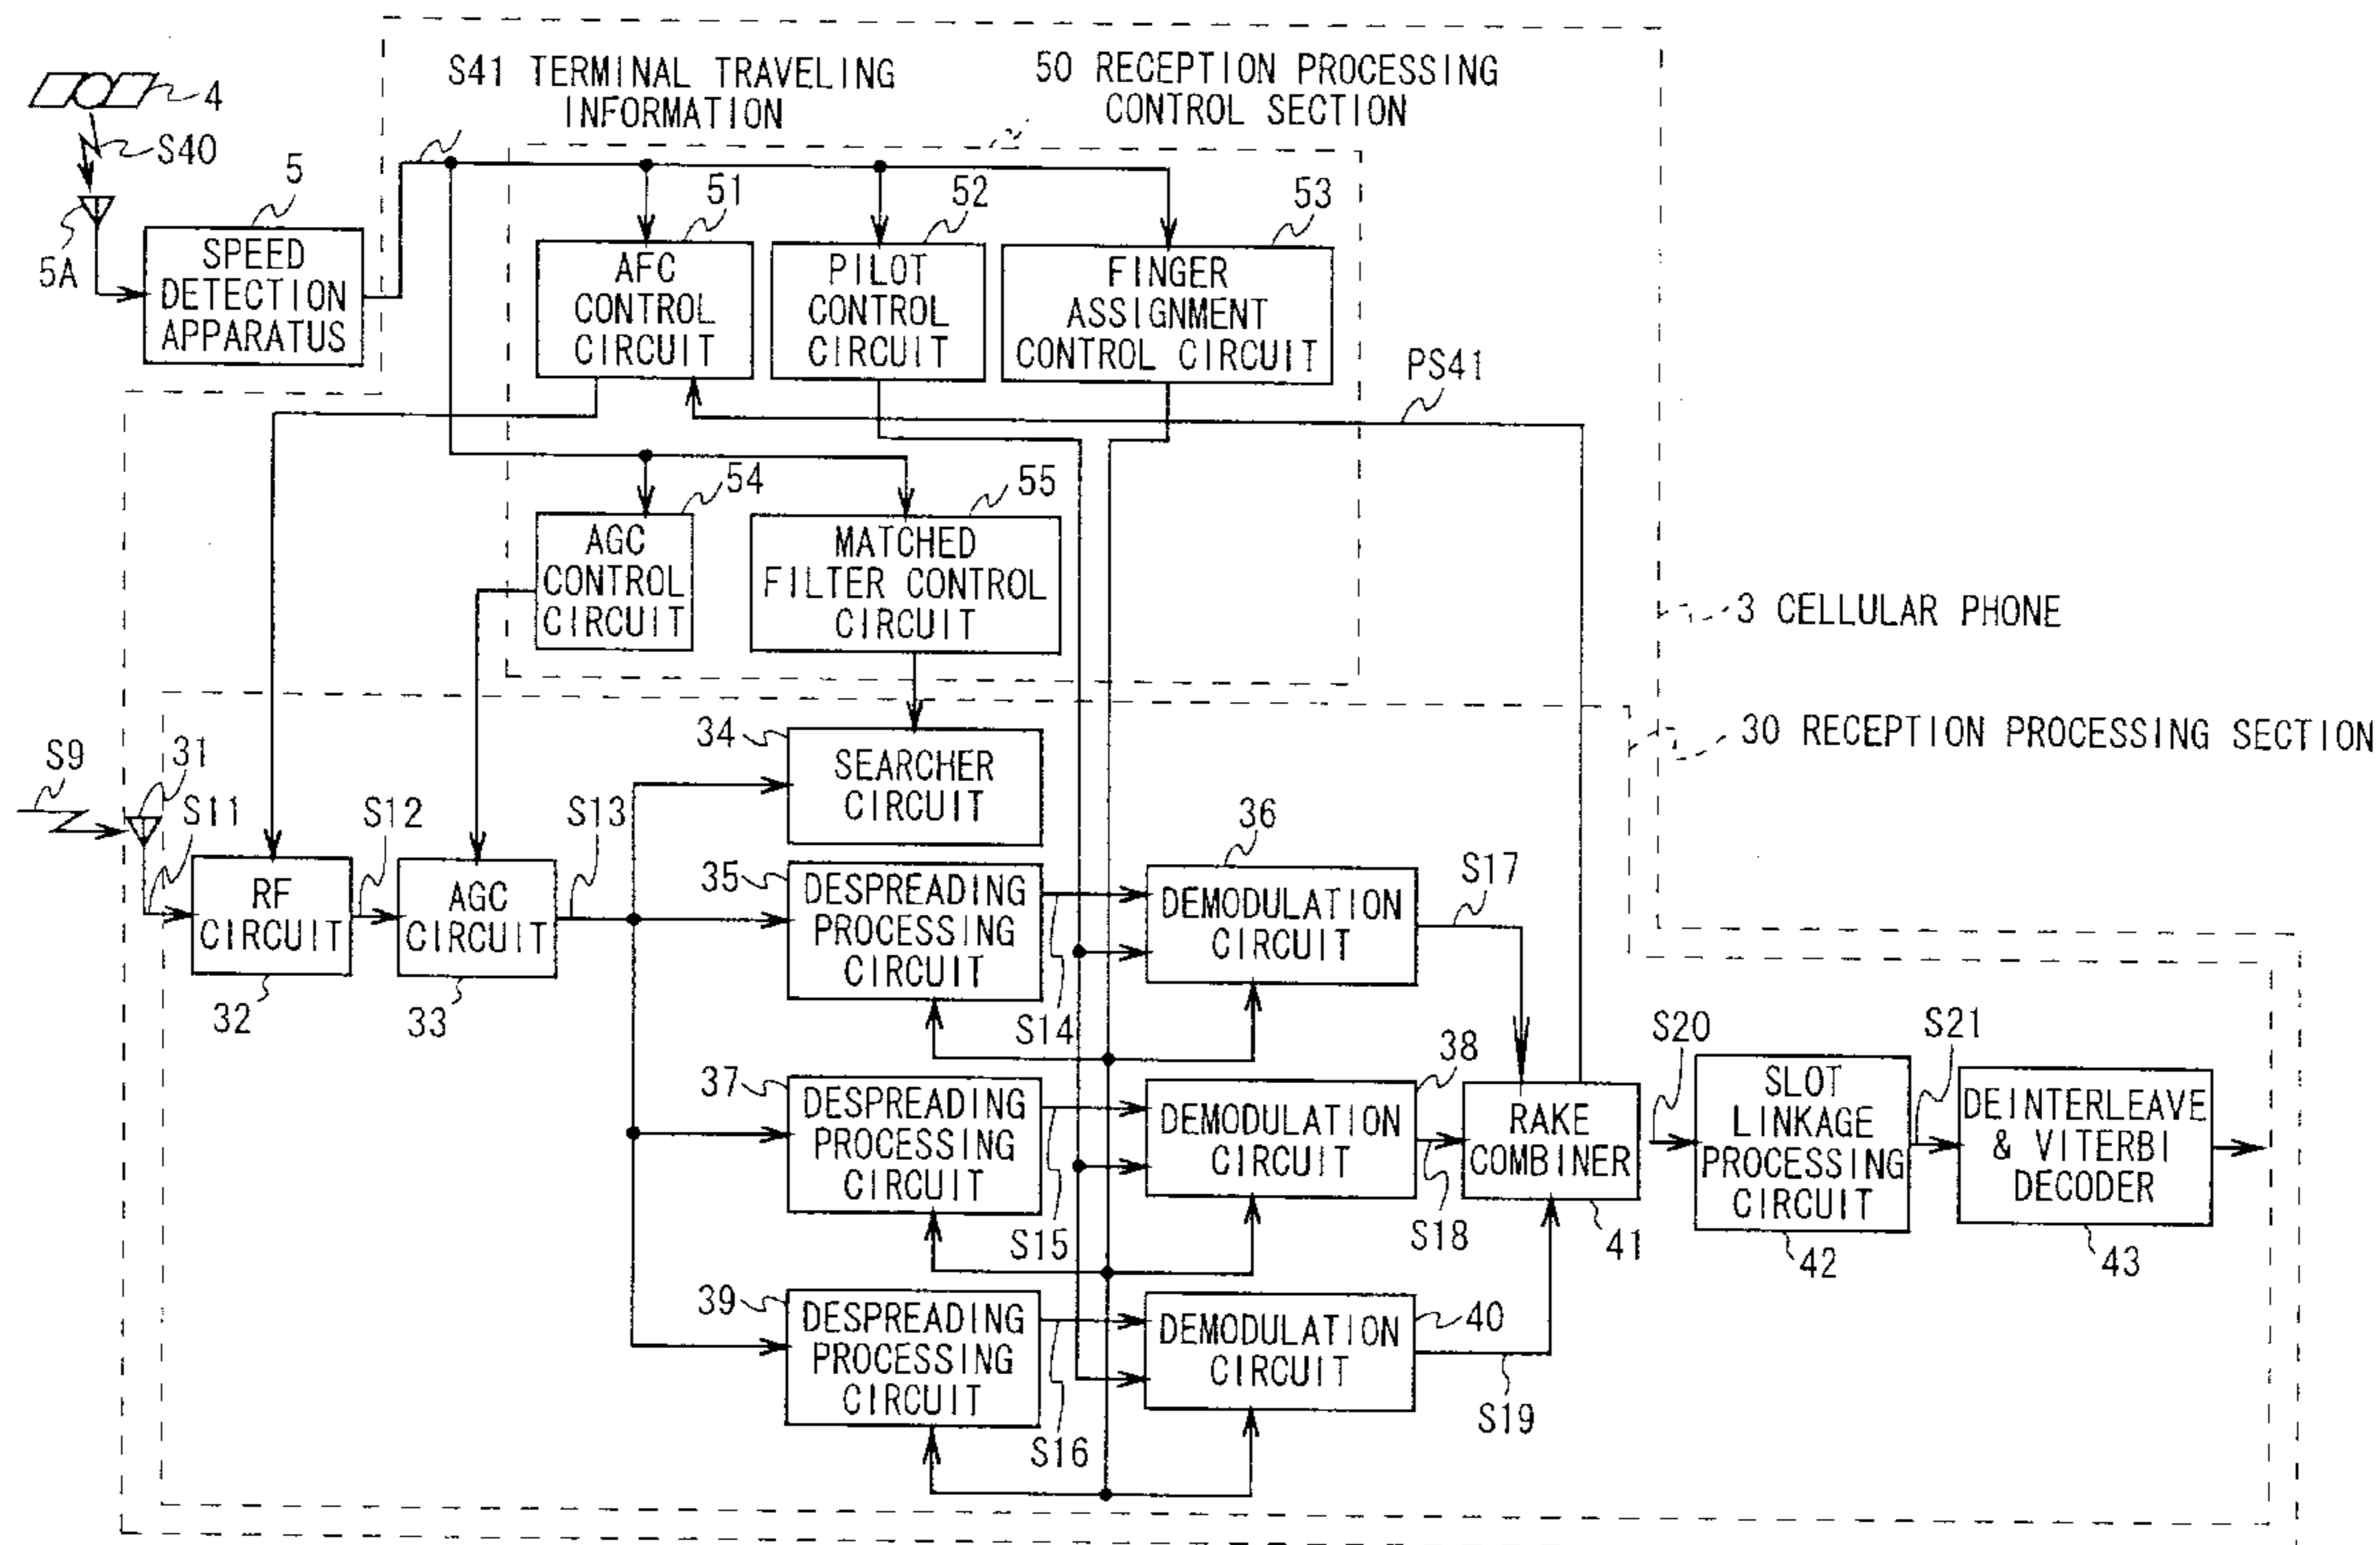 S41 TERMINAL TRAVELING
INFORMATION
50 RECEPTION PROCESSING
CONTROL SECTION
4
S40
5
5A
SPEED
DETECTION
APPARATUS
51
AFC
CONTROL
CIRCUIT
52
PILOT
CONTROL
CIRCUIT
53
FINGER
ASSIGNMENT
CONTROL CIRCUIT
PS41
54
AGC
CONTROL
CIRCUIT
55
MATCHED
FILTER CONTROL
CIRCUIT
3 CELLULAR PHONE
30 RECEPTION PROCESSING SECTION
S9
31
S11
RF
CIRCUIT
32
S12
AGC
CIRCUIT
33
S13
34
SEARCHER
CIRCUIT
35
DESPREADING
PROCESSING
CIRCUIT
S14
36
DEMODULATION
CIRCUIT
S17
37
DESPREADING
PROCESSING
CIRCUIT
S15
38
DEMODULATION
CIRCUIT
S18
39
DESPREADING
PROCESSING
CIRCUIT
S16
40
DEMODULATION
CIRCUIT
S19
RAKE
COMBINER
41
S20
SLOT
LINKAGE
PROCESSING
CIRCUIT
42
S21
DEINTERLEAVE
& VITERBI
DECODER
43